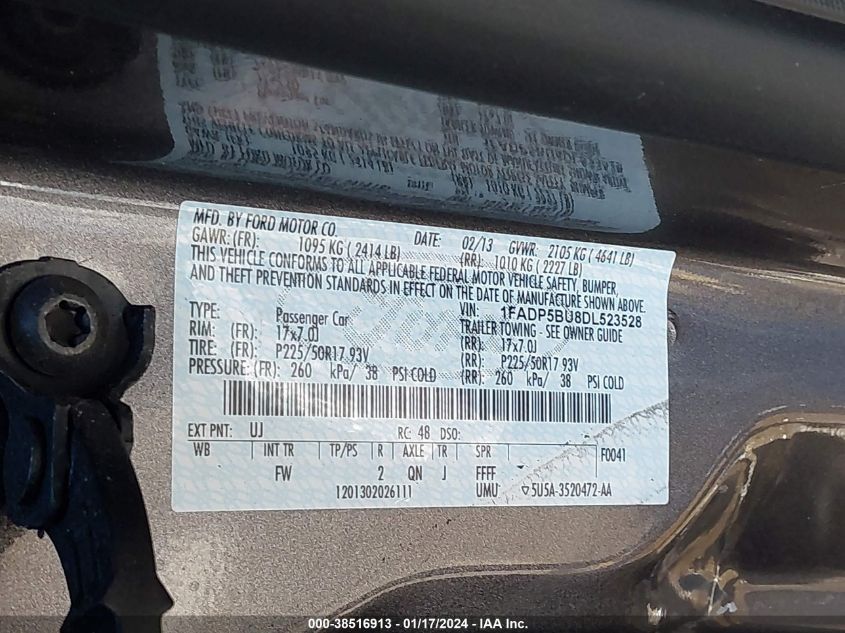 MFD. BY FORD MOTOR CO.
DATE: 02/13 GVWR: 2105 KG ( 4641 LB)
GAWR: (FR): 1095 KG ( 2414 LB) (RR): 1010 KG ( 2227 LB)
THIS VEHICLE CONFORMS TO ALL APPLICABLE FEDERAL MOTOR VEHICLE SAFETY, BUMPER,
AND THEFT PREVENTION STANDARDS IN EFFECT ON THE DATE OF MANUFACTURE SHOWN ABOVE.
VIN: 1FADP5BU8DL523528
TYPE: Passenger Car TRAILER TOWING - SEE OWNER GUIDE
RIM: (FR): 17x7.0J (RR): 17x7.0J
TIRE: (FR): P225/50R17 93V (RR): P225/50R17 93V
PRESSURE: (FR): 260 kPa/ 38 PSI COLD (RR): 260 kPa/ 38 PSI COLD
EXT PNT: UJ RC: 48 DSO:
WB INT TR TP/PS R AXLE TR SPR F0041
FW 2 QN J FFFF
1201302026111 UMU 5U5A-3520472-AA
000-38516913 - 01/17/2024 - IAA Inc.